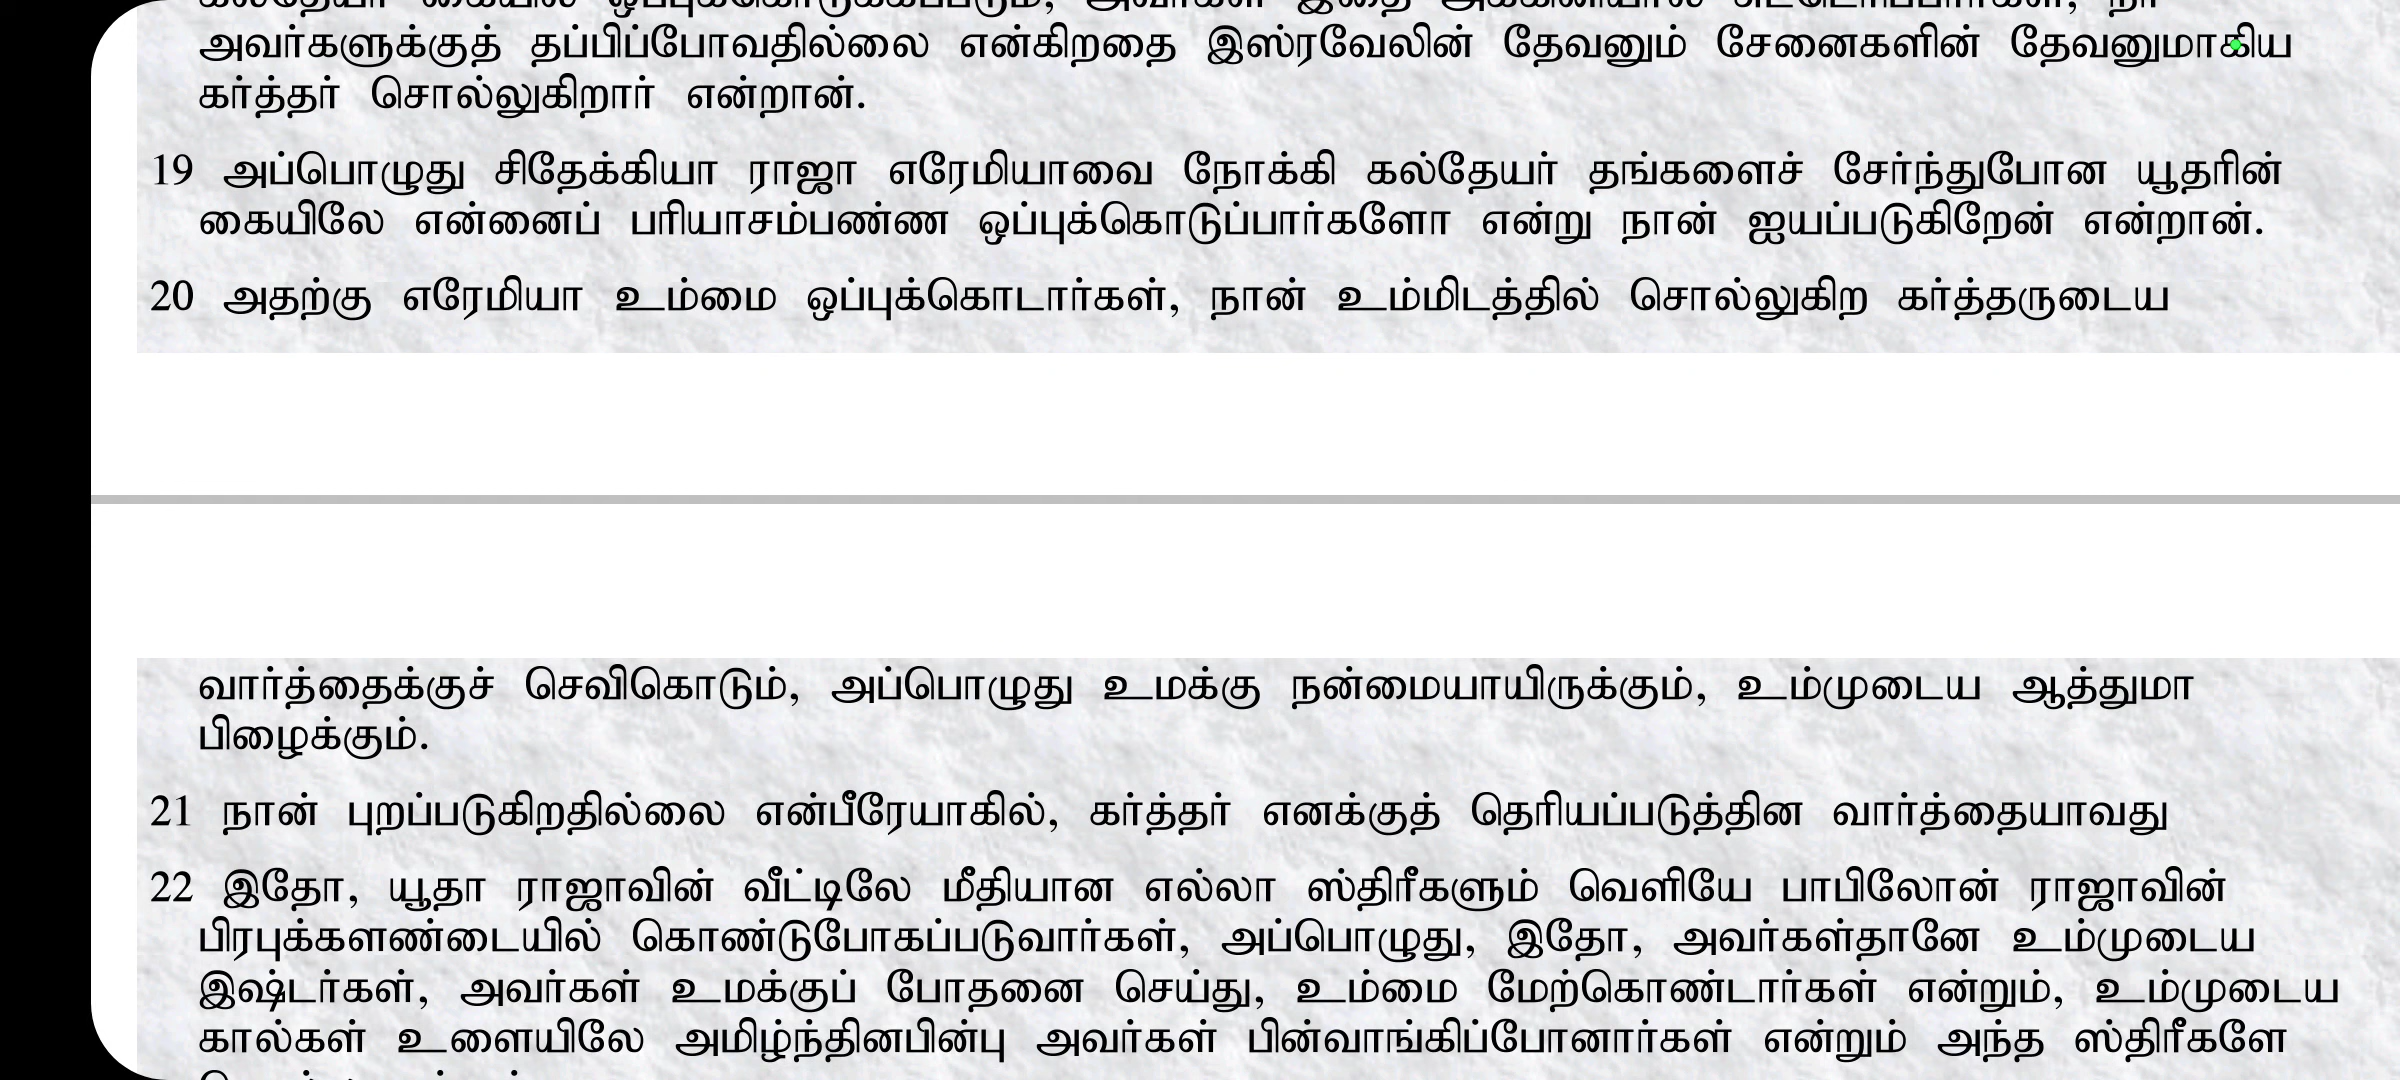 அவர்களுக்குத் தப்பிப்போவதில்லை என்கிறதை இஸ்ரவேலின் தேவனும் சேனைகளின் தேவனுமாகிய
கர்த்தர் சொல்லுகிறார் என்றான்.
19 அப்பொழுது சிதேக்கியா ராஜா எரேமியாவை நோக்கி கல்தேயர் தங்களைச் சேர்ந்துபோன யூதரின்
கையிலே என்னைப் பரியாசம்பண்ண ஒப்புக்கொடுப்பார்களோ என்று நான் ஐயப்படுகிறேன் என்றான்.
20 அதற்கு எரேமியா உம்மை ஒப்புக்கொடார்கள், நான் உம்மிடத்தில் சொல்லுகிற கர்த்தருடைய
வார்த்தைக்குச் செவிகொடும், அப்பொழுது உமக்கு நன்மையாயிருக்கும், உம்முடைய ஆத்துமா
பிழைக்கும்.
21 நான் புறப்படுகிறதில்லை என்பீரேயாகில், கர்த்தர் எனக்குத் தெரியப்படுத்தின வார்த்தையாவது
22 இதோ, யூதா ராஜாவின் வீட்டிலே மீதியான எல்லா ஸ்திரீகளும் வெளியே பாபிலோன் ராஜாவின்
பிரபுக்களண்டையில் கொண்டுபோகப்படுவார்கள், அப்பொழுது, இதோ, அவர்கள்தானே உம்முடைய
இஷ்டர்கள், அவர்கள் உமக்குப் போதனை செய்து, உம்மை மேற்கொண்டார்கள் என்றும், உம்முடைய
கால்கள் உளையிலே அமிழ்ந்தினபின்பு அவர்கள் பின்வாங்கிப்போனார்கள் என்றும் அந்த ஸ்திரீகளே